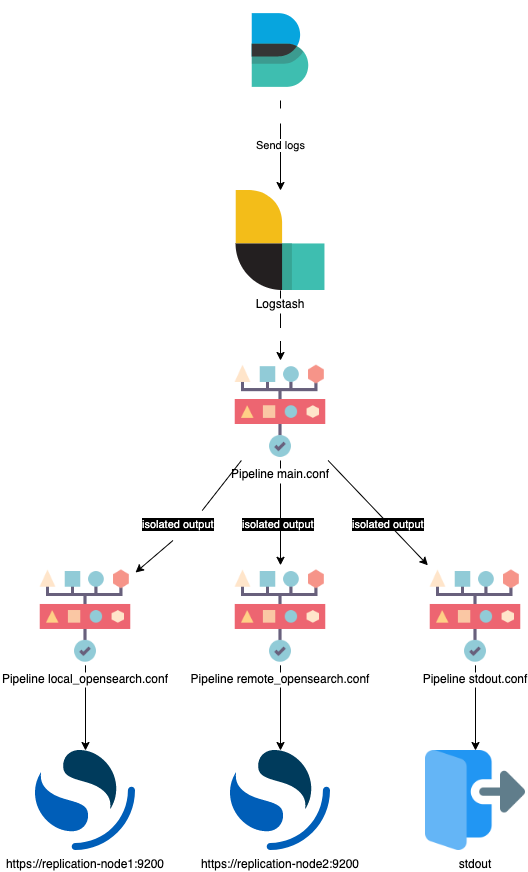 Send logs
Logstash
Pipeline main.conf
isolated output
isolated output
isolated output
Pipeline local_opensearch.conf
Pipeline remote_opensearch.conf
Pipeline stdout.conf
https://replication-node1:9200
https://replication-node2:9200
stdout